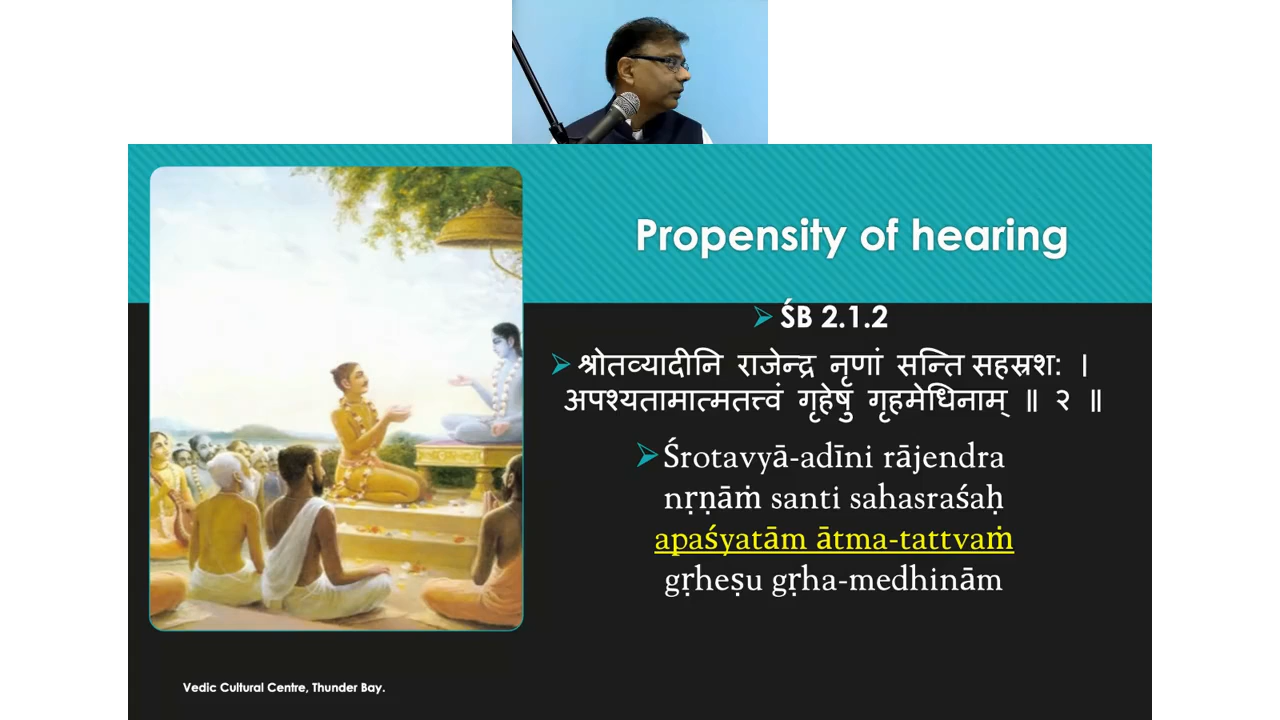 Propensity of hearing
ŚB 2.1.2
श्रोतव्यादीनि राजेन्द्र नृणां सन्ति सहस्रश: ।
अपश्यतामात्मतत्त्वं गृहेषु गृहमेधिनाम् ॥ २ ॥
Śrotavyā-adīni rājendra
nṛṇāṁ santi sahasraśaḥ
apaśyatām ātma-tattvaṁ
gṛheṣu gṛha-medhinām
Vedic Cultural Centre, Thunder Bay.